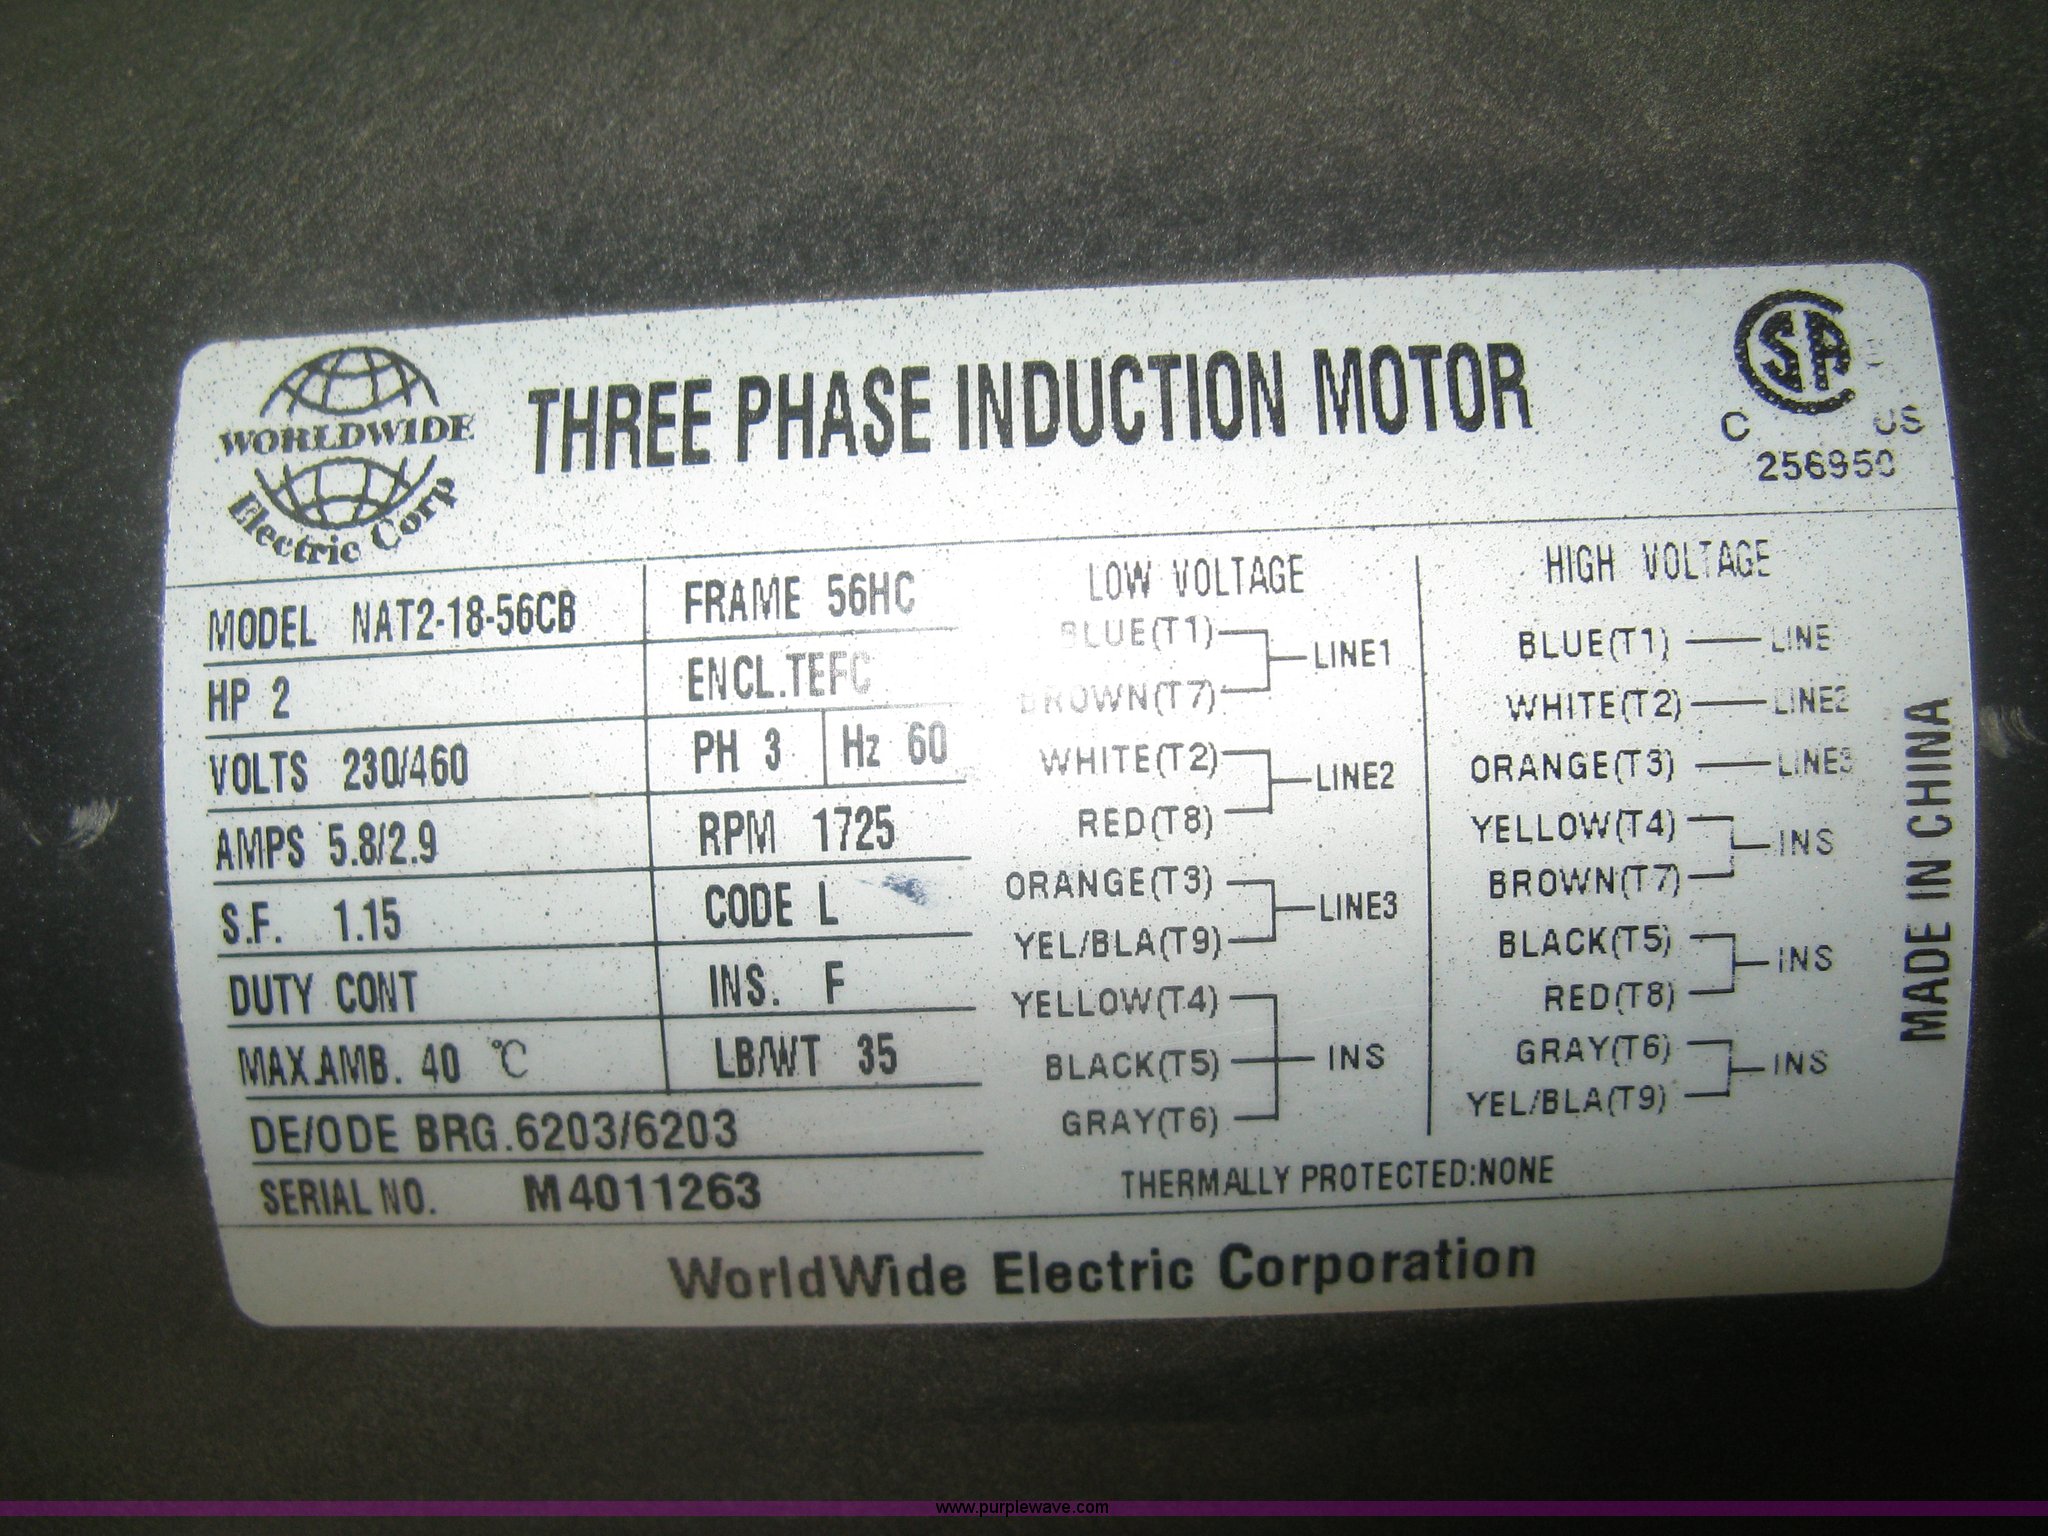 WORLDWIDE
Electric Corp
THREE PHASE INDUCTION MOTOR
C US
256950
MODEL NAT2-18-56CB
HP 2
VOLTS 230/460
AMPS 5.8/2.9
S.F. 1.15
DUTY CONT
MAX.AMB. 40 ℃
FRAME 56HC
ENCL.TEFC
PH 3 Hz 60
RPM 1725
CODE L
INS. F
LB/WT 35
DE/ODE BRG.6203/6203
SERIAL NO. M4011263
LOW VOLTAGE
BLUE(T1)
BROWN(T7)
LINE1
WHITE(T2)
RED(T8)
LINE2
ORANGE(T3)
YEL/BLA(T9)
LINE3
YELLOW(T4)
BLACK(T5)
GRAY(T6)
INS
HIGH VOLTAGE
BLUE(T1) LINE
WHITE(T2) LINE2
ORANGE(T3) LINE3
YELLOW(T4)
BROWN(T7)
INS
BLACK(T5)
RED(T8)
INS
GRAY(T6)
YEL/BLA(T9)
INS
THERMALLY PROTECTED:NONE
MADE IN CHINA
WorldWide Electric Corporation
www.purplewave.com